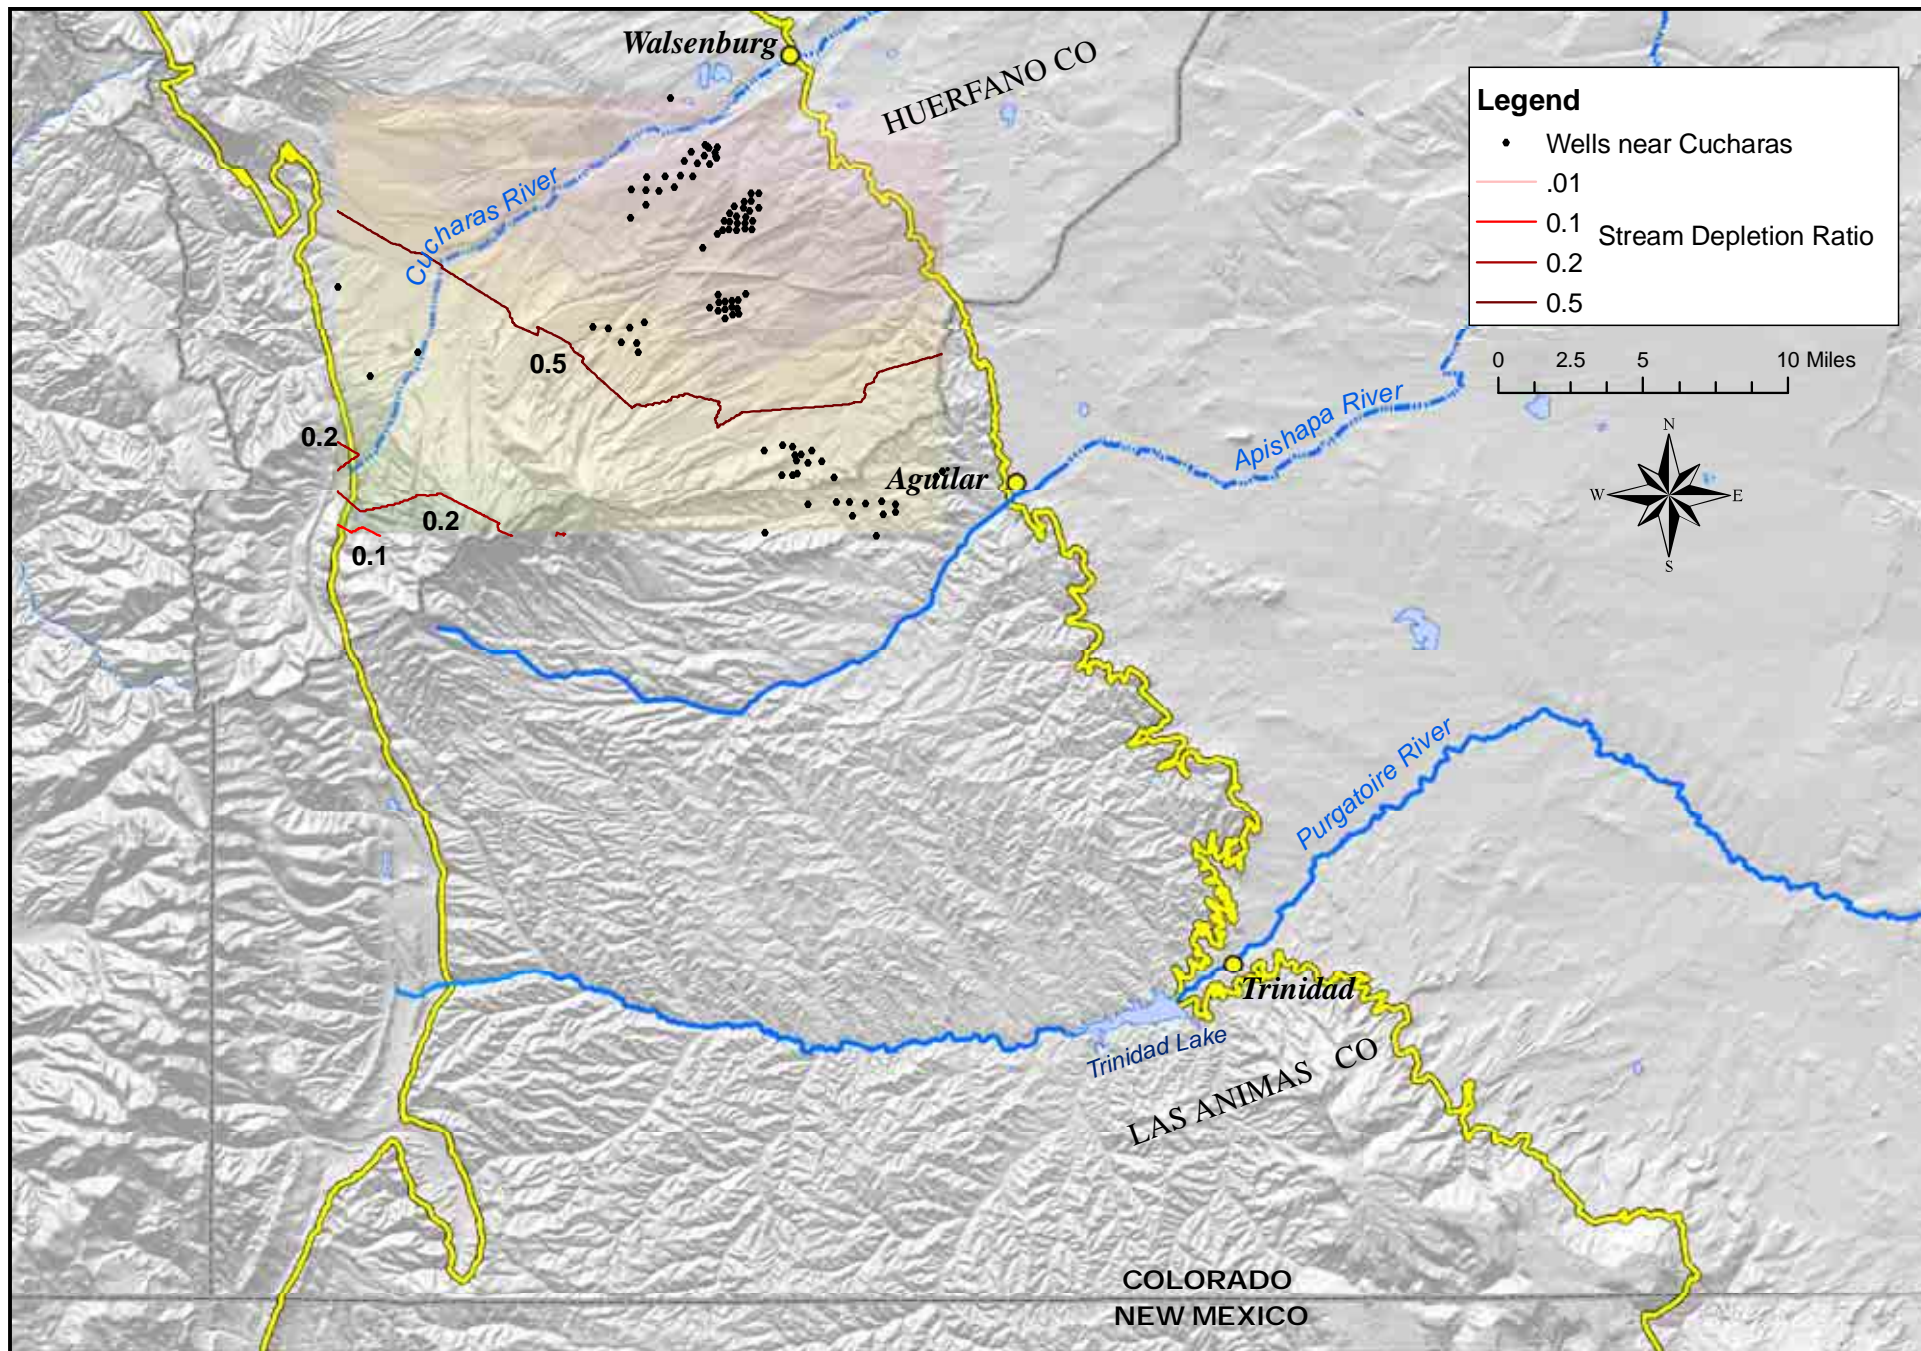 Walsenburg
HUERFANO CO
Legend
Wells near Cucharas
.01
0.1
Stream Depletion Ratio
0.2
0.5
Cucharas River
0 2.5 5 10 Miles
0.5
Apishapa River
0.2
N
W E
S
Aguilar
0.2
0.1
Purgatoire River
Trinidad
Trinidad Lake
LAS ANIMAS CO
COLORADO
NEW MEXICO